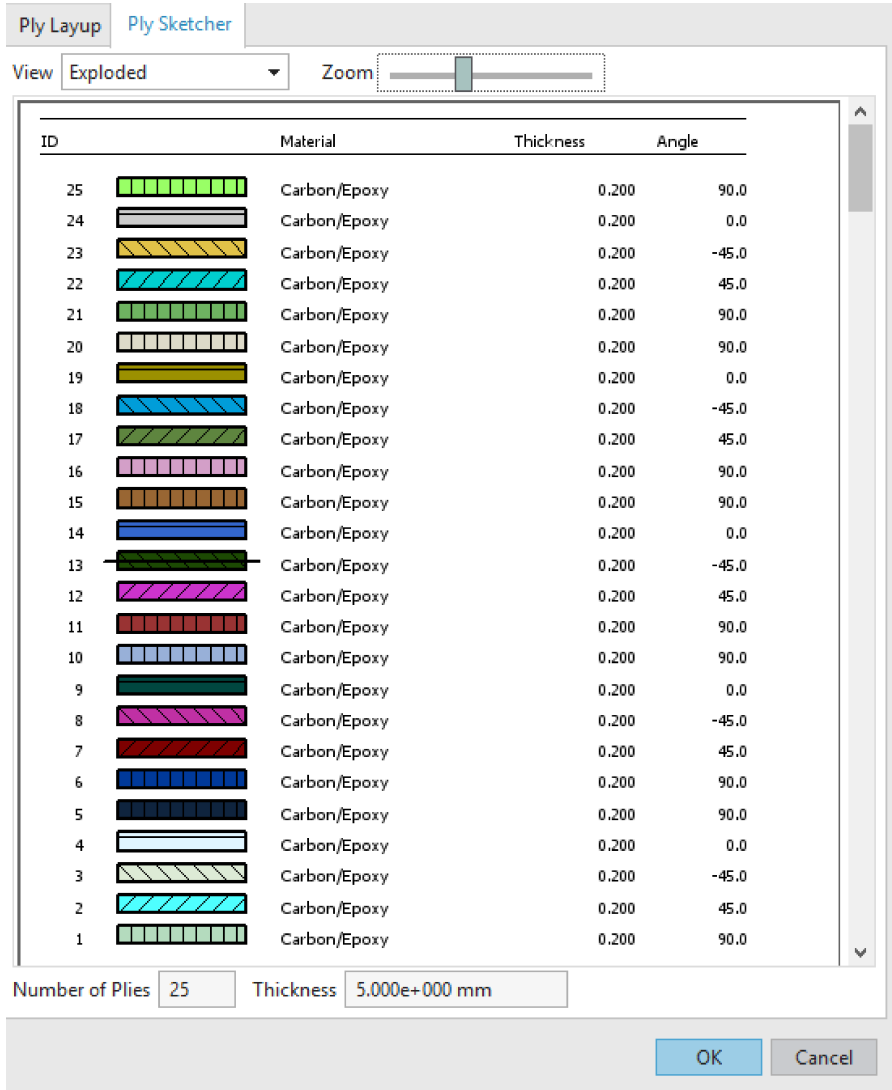 Ply Layup Ply Sketcher
View Exploded Zoom
ID Material Thickness Angle
25 Carbon/Epoxy 0.200 90.0
24 Carbon/Epoxy 0.200 0.0
23 Carbon/Epoxy 0.200 -45.0
22 Carbon/Epoxy 0.200 45.0
21 Carbon/Epoxy 0.200 90.0
20 Carbon/Epoxy 0.200 90.0
19 Carbon/Epoxy 0.200 0.0
18 Carbon/Epoxy 0.200 -45.0
17 Carbon/Epoxy 0.200 45.0
16 Carbon/Epoxy 0.200 90.0
15 Carbon/Epoxy 0.200 90.0
14 Carbon/Epoxy 0.200 0.0
13 Carbon/Epoxy 0.200 -45.0
12 Carbon/Epoxy 0.200 45.0
11 Carbon/Epoxy 0.200 90.0
10 Carbon/Epoxy 0.200 90.0
9 Carbon/Epoxy 0.200 0.0
8 Carbon/Epoxy 0.200 -45.0
7 Carbon/Epoxy 0.200 45.0
6 Carbon/Epoxy 0.200 90.0
5 Carbon/Epoxy 0.200 90.0
4 Carbon/Epoxy 0.200 0.0
3 Carbon/Epoxy 0.200 -45.0
2 Carbon/Epoxy 0.200 45.0
1 Carbon/Epoxy 0.200 90.0
Number of Plies 25 Thickness 5.000e+000 mm
OK Cancel